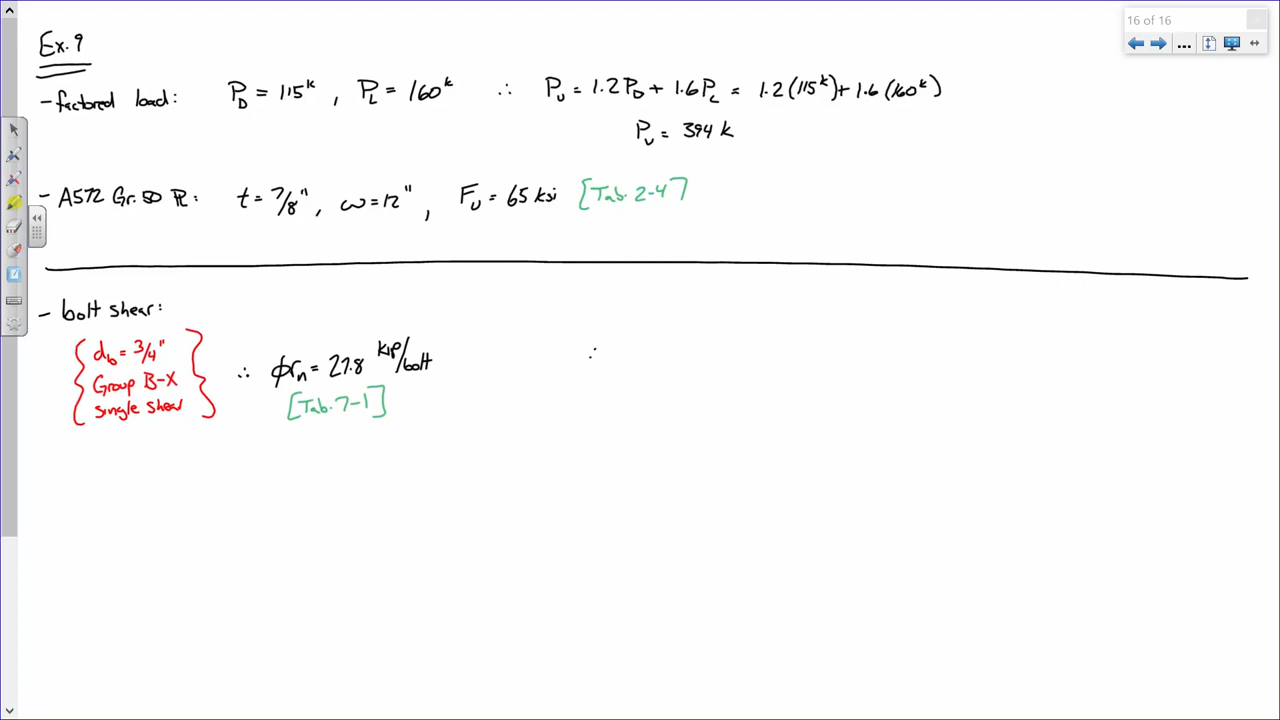 16 of 16
Ex. 9
- factored load: P_D = 115^k , P_L = 160^k ∴ P_U = 1.2P_D + 1.6P_L = 1.2(115^k) + 1.6(160^k)
P_U = 394 k
- A572 Gr. 50 PL: t = 7/8", w = 12", F_U = 65 ksi [Tab. 2-4]
- bolt shear:
{ d_b = 3/4" }
{ Group B-X } ∴ ϕr_n = 27.8 kip/bolt ∴
{ single shear } [Tab. 7-1]